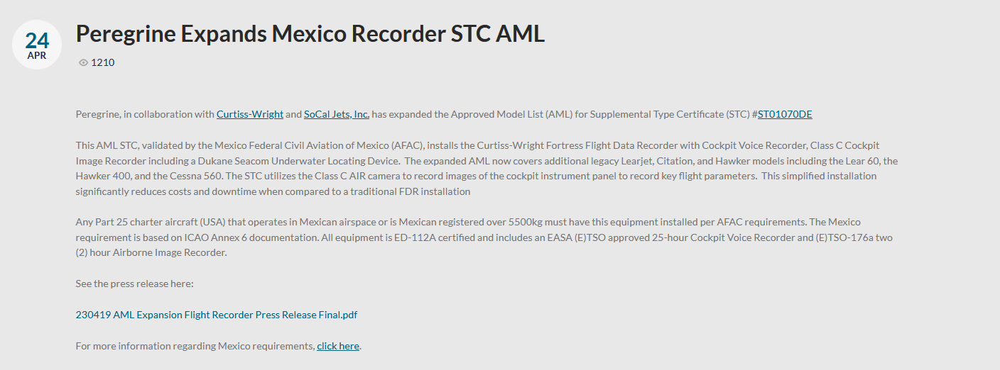 24
APR
Peregrine Expands Mexico Recorder STC AML
1210
Peregrine, in collaboration with Curtiss-Wright and SoCal Jets, Inc. has expanded the Approved Model List (AML) for Supplemental Type Certificate (STC) #ST01070DE
This AML STC, validated by the Mexico Federal Civil Aviation of Mexico (AFAC), installs the Curtiss-Wright Fortress Flight Data Recorder with Cockpit Voice Recorder, Class C Cockpit
Image Recorder including a Dukane Seacom Underwater Locating Device.  The expanded AML now covers additional legacy Learjet, Citation, and Hawker models including the Lear 60, the
Hawker 400, and the Cessna 560. The STC utilizes the Class C AIR camera to record images of the cockpit instrument panel to record key flight parameters.  This simplified installation
significantly reduces costs and downtime when compared to a traditional FDR installation
Any Part 25 charter aircraft (USA) that operates in Mexican airspace or is Mexican registered over 5500kg must have this equipment installed per AFAC requirements. The Mexico
requirement is based on ICAO Annex 6 documentation. All equipment is ED-112A certified and includes an EASA (E)TSO approved 25-hour Cockpit Voice Recorder and (E)TSO-176a two
(2) hour Airborne Image Recorder.
See the press release here:
230419 AML Expansion Flight Recorder Press Release Final.pdf
For more information regarding Mexico requirements, click here.